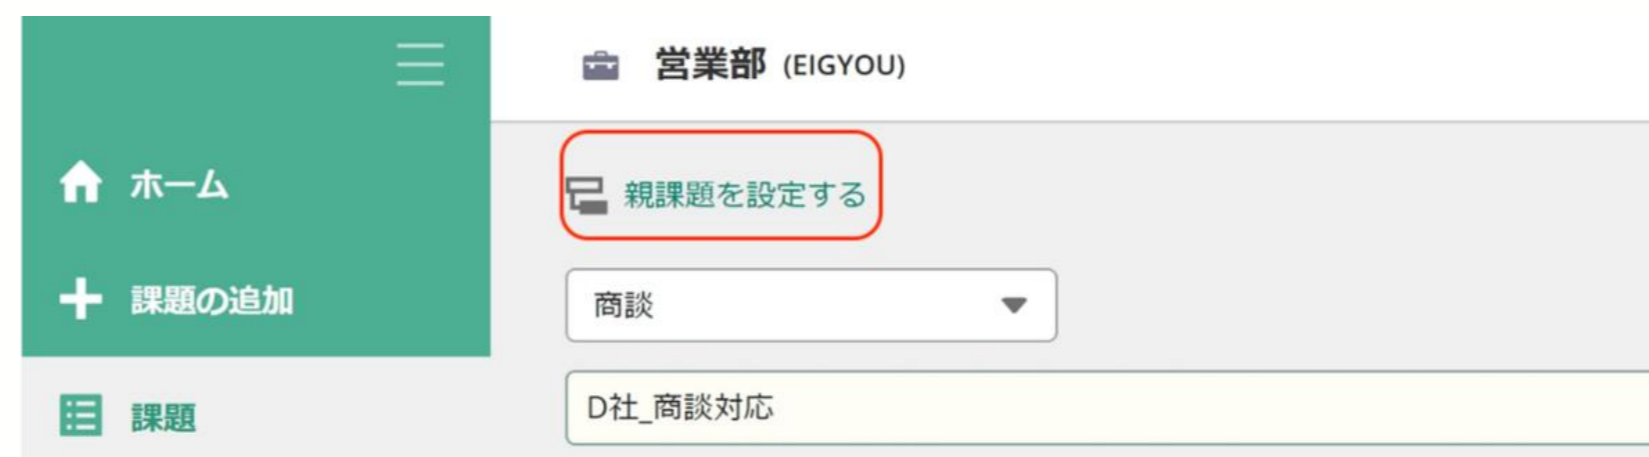 営業部 (EIGYOU)
ホーム
課題の追加
課題
親課題を設定する
商談
D社_商談対応